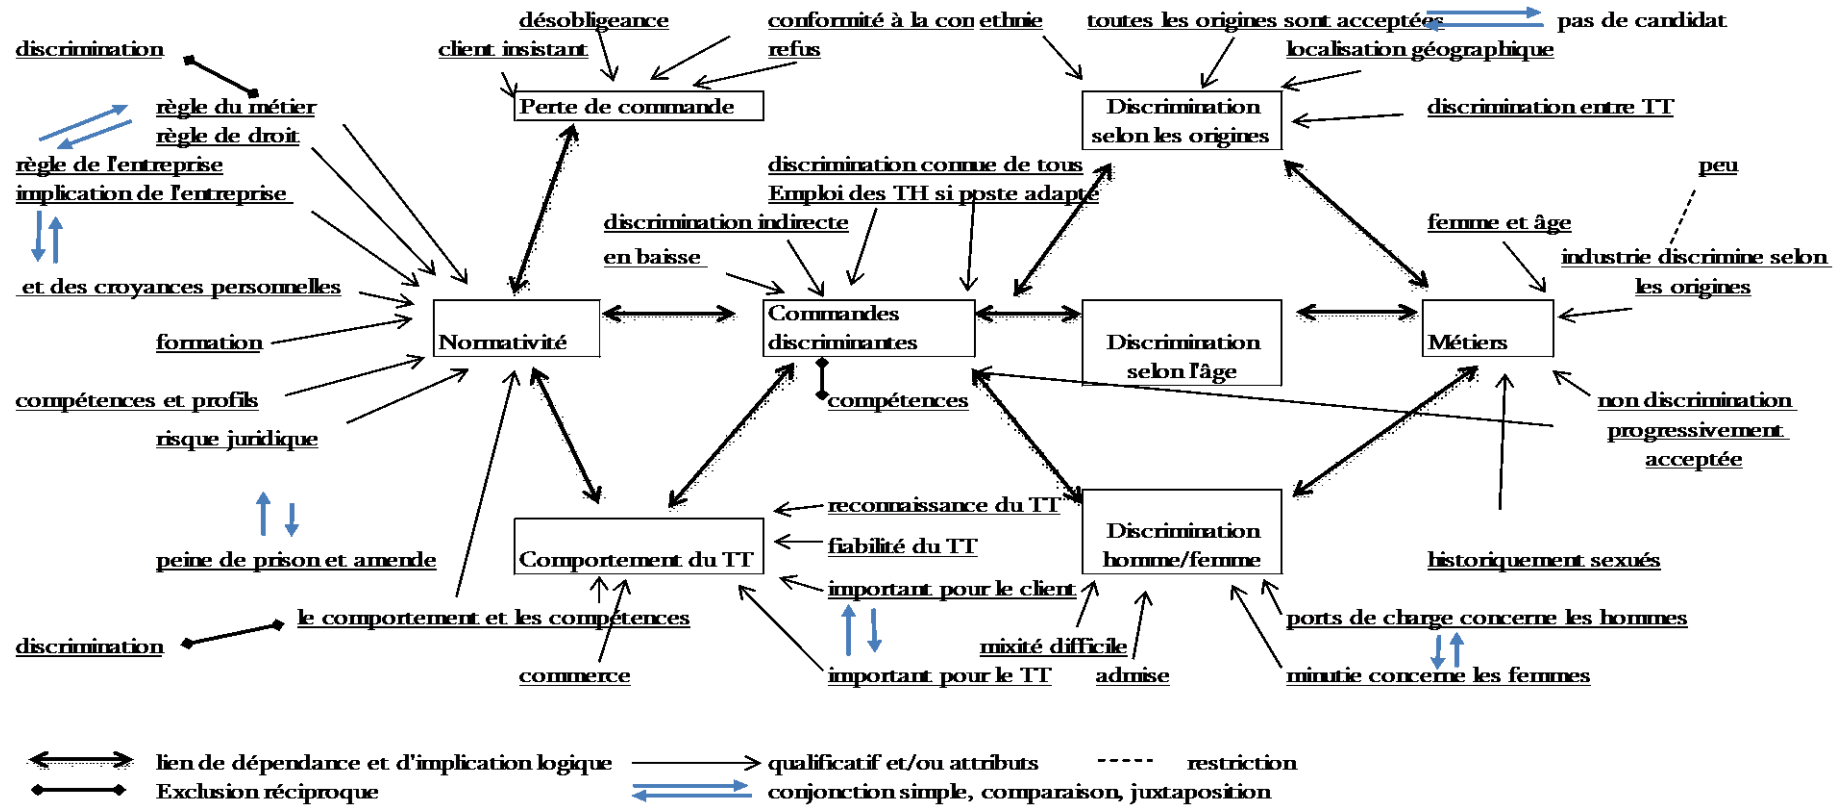 désobligeance
conformité à la con
ethnie
toutes les origines sont acceptées
pas de candidat
discrimination
client insistant
refus
localisation géographique
règle du métier
Perte de commande
Discrimination
selon les origines
discrimination entre TT
règle de droit
règle de l'entreprise
discrimination connue de tous
peu
implication de l'entreprise
Emploi des TH si poste adapté
discrimination indirecte
femme et âge
en baisse
industrie discrimine selon
les origines
et des croyances personnelles
Normativité
Commandes
discriminantes
Discrimination
selon l'âge
Métiers
formation
compétences et profils
compétences
non discrimination
progressivement
acceptée
risque juridique
reconnaissance du TT
Discrimination
homme/femme
fiabilité du TT
peine de prison et amende
Comportement du TT
historiquement sexués
important pour le client
le comportement et les compétences
ports de charge concerne les hommes
discrimination
mixité difficile
commerce
important pour le TT
admise
minutie concerne les femmes
lien de dépendance et d'implication logique
qualificatif et/ou attributs
restriction
Exclusion réciproque
conjonction simple, comparaison, juxtaposition